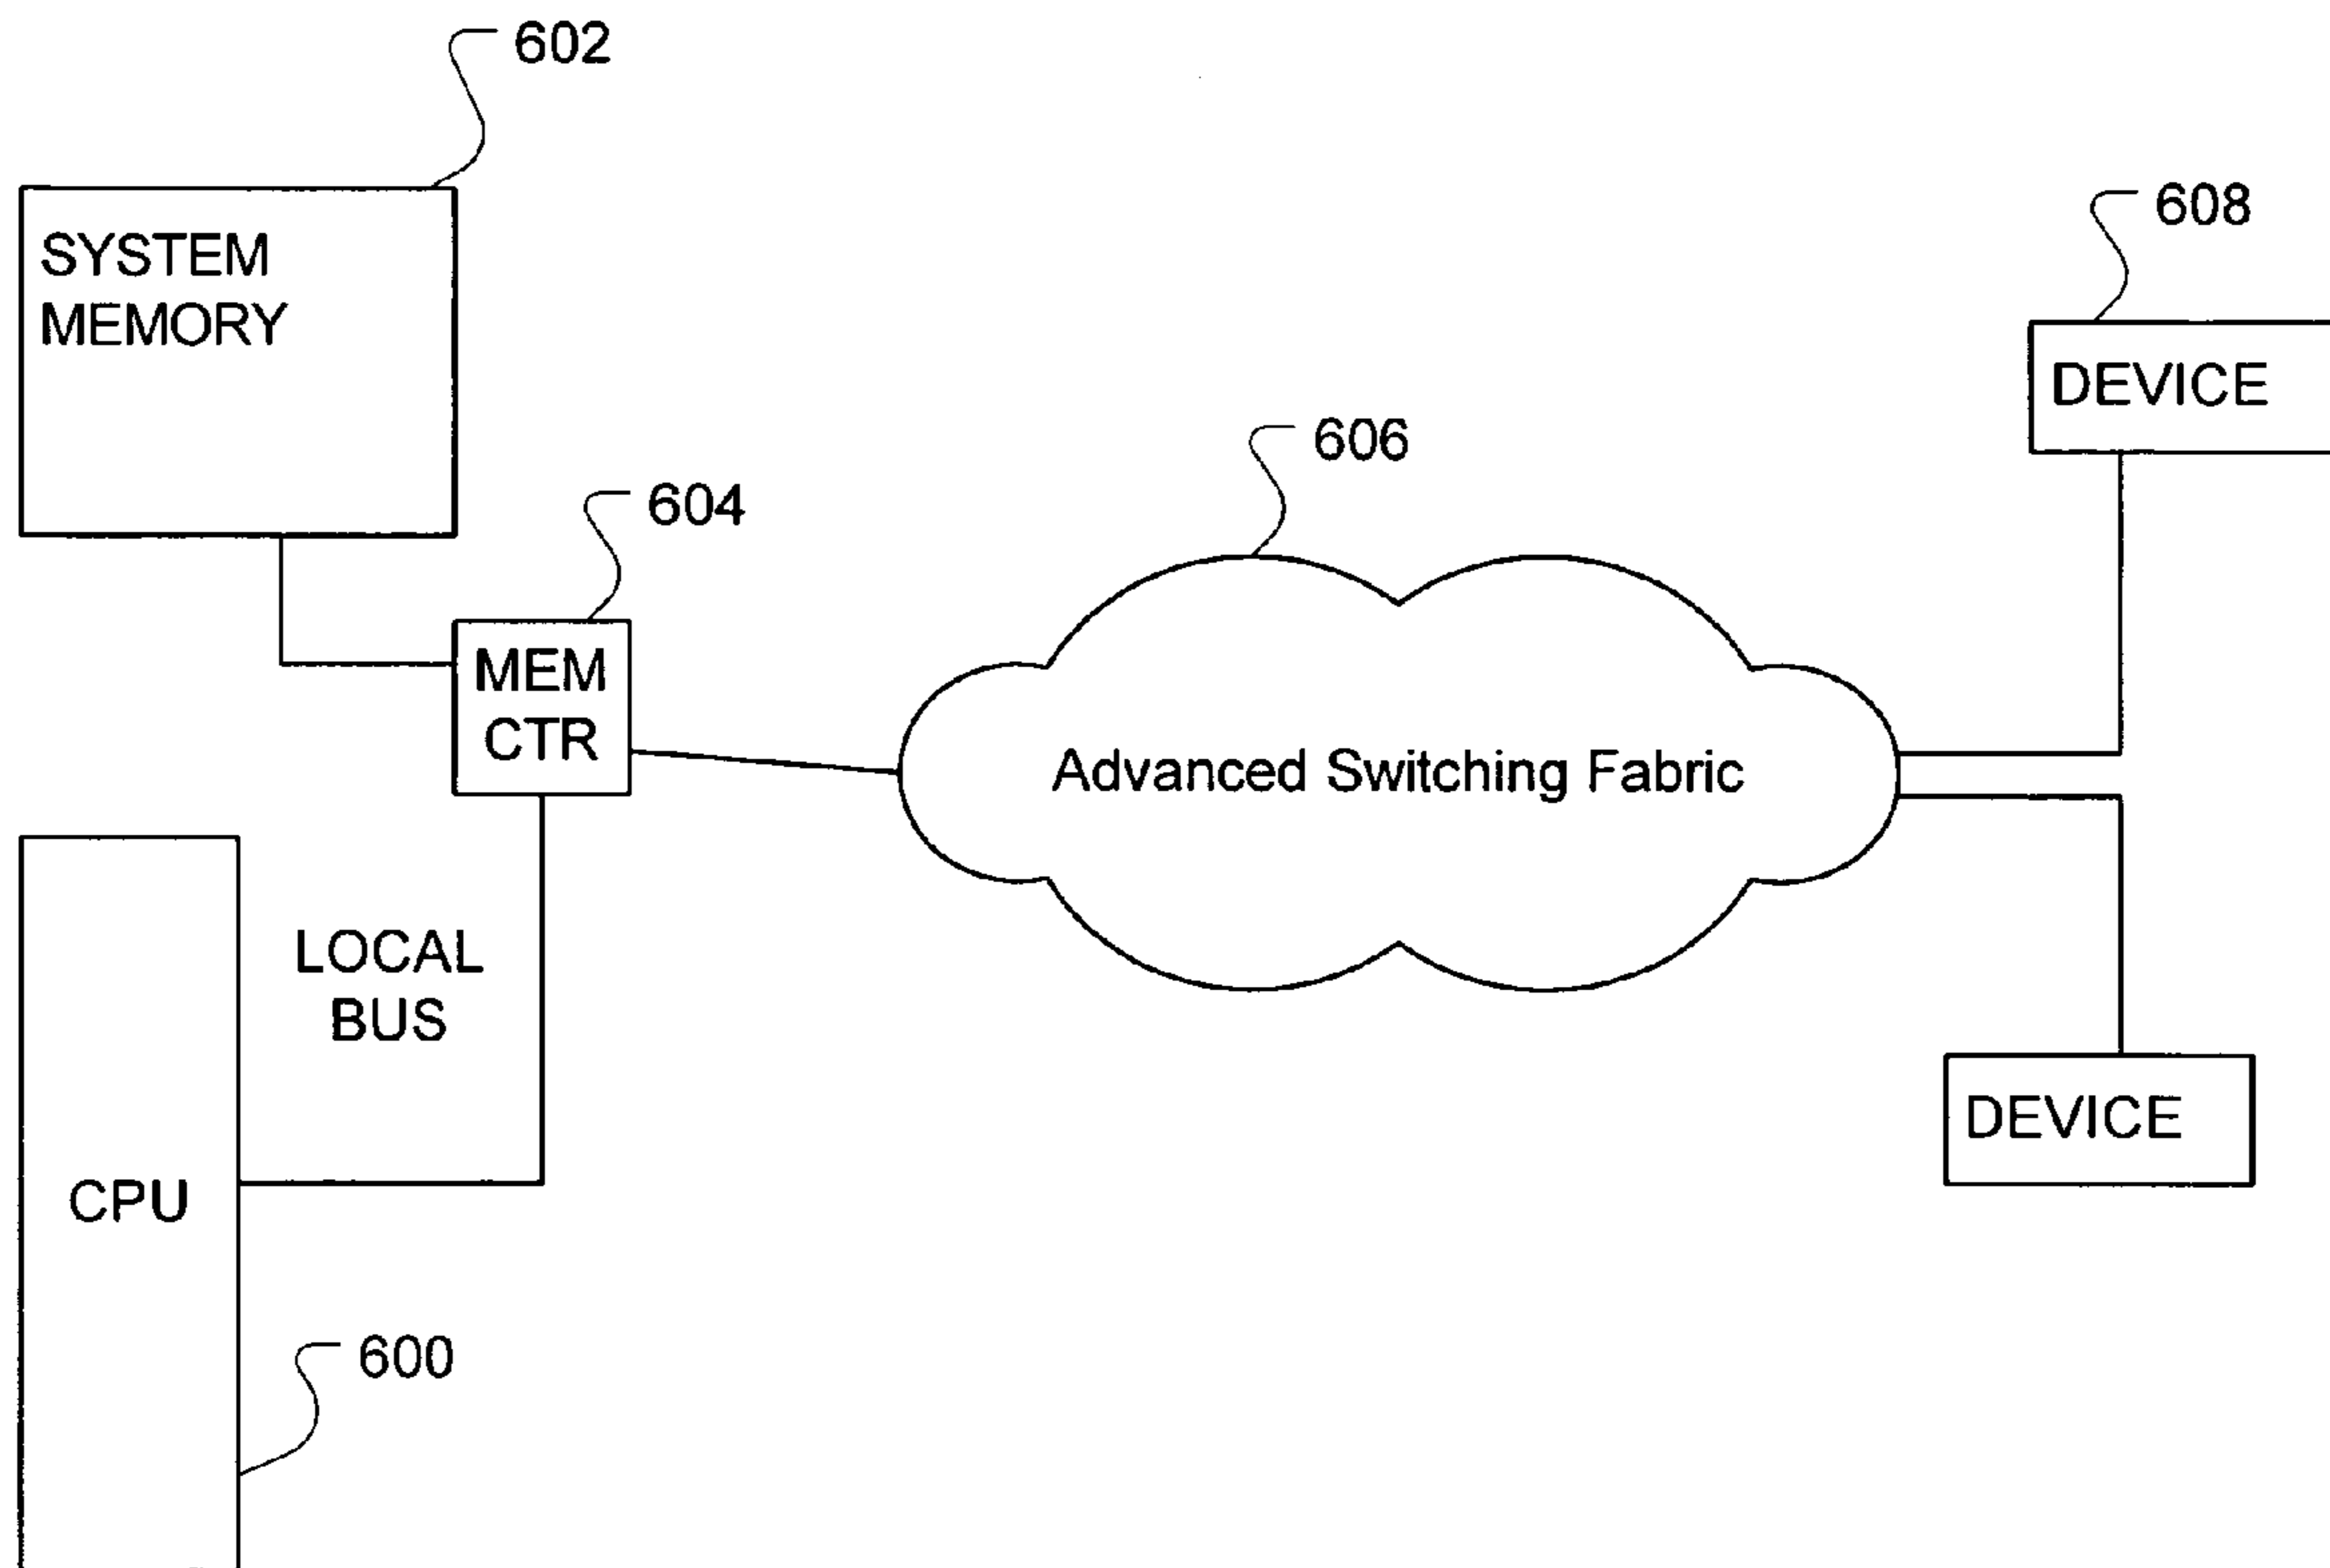 602
SYSTEM
MEMORY
608
DEVICE
606
604
MEM
CTR
Advanced Switching Fabric
LOCAL
BUS
DEVICE
CPU
600